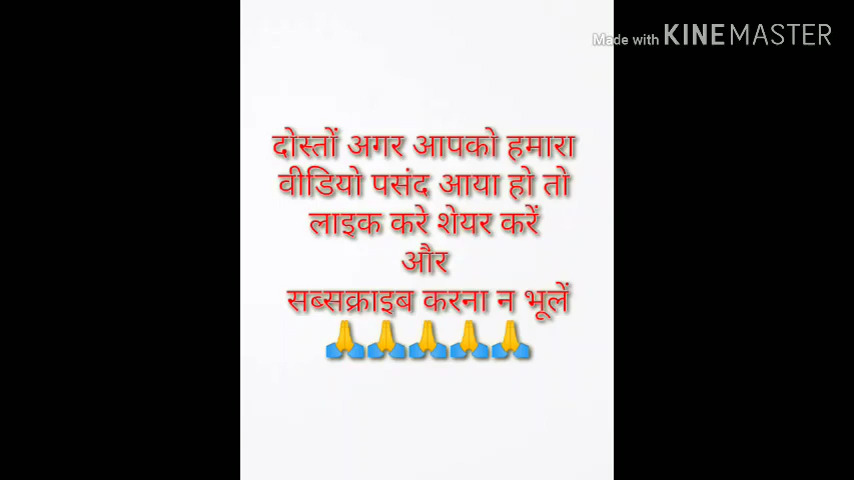 Made with KINEMASTER
दोस्तों अगर आपको हमारा
वीडियो पसंद आया हो तो
लाइक करे शेयर करें
और
सब्सक्राइब करना न भूलें
🙏🙏🙏🙏🙏